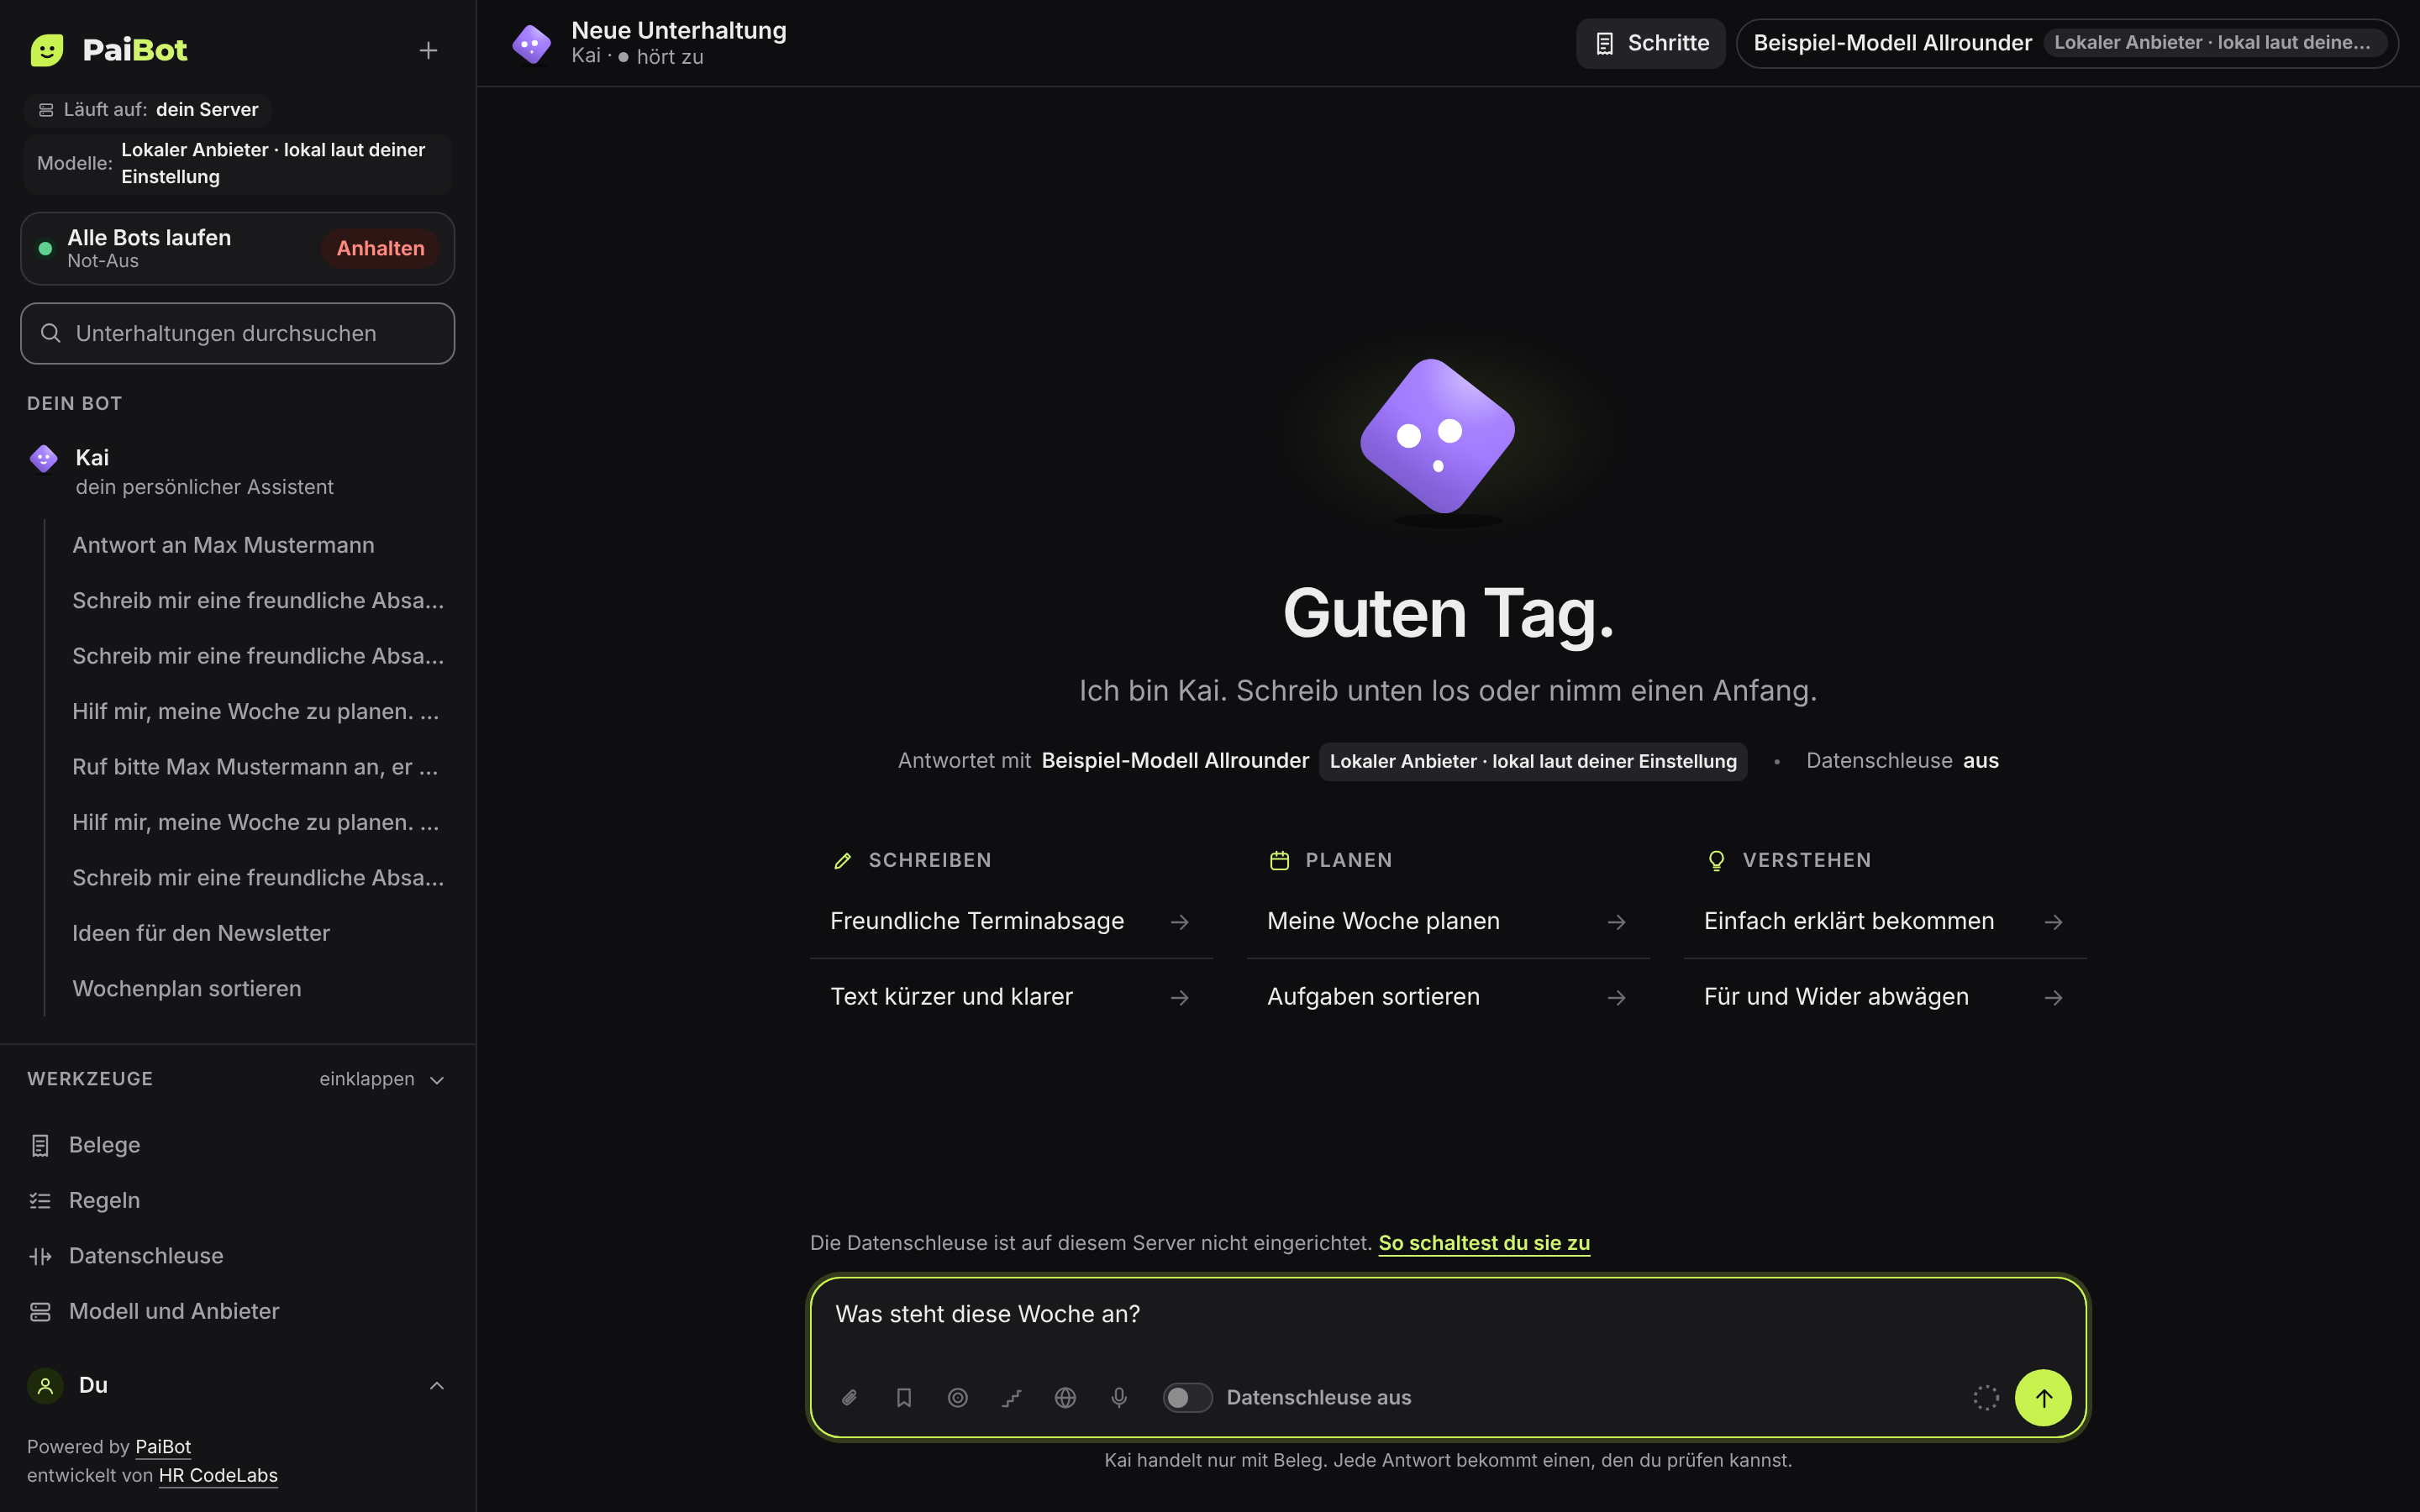 PaiBot
Läuft auf: dein Server
Modelle: Lokaler Anbieter · lokal laut deiner
Einstellung
Alle Bots laufen
Not-Aus
Anhalten
Unterhaltungen durchsuchen
DEIN BOT
Kai
dein persönlicher Assistent
Antwort an Max Mustermann
Schreib mir eine freundliche Absa...
Schreib mir eine freundliche Absa...
Hilf mir, meine Woche zu planen. ...
Ruf bitte Max Mustermann an, er ...
Hilf mir, meine Woche zu planen. ...
Schreib mir eine freundliche Absa...
Ideen für den Newsletter
Wochenplan sortieren
WERKZEUGE einklappen
Belege
Regeln
Datenschleuse
Modell und Anbieter
Du
Powered by PaiBot
entwickelt von HR CodeLabs
Neue Unterhaltung
Kai · hört zu
Schritte
Beispiel-Modell Allrounder Lokaler Anbieter · lokal laut deine...
Guten Tag.
Ich bin Kai. Schreib unten los oder nimm einen Anfang.
Antwortet mit Beispiel-Modell Allrounder Lokaler Anbieter · lokal laut deiner Einstellung • Datenschleuse aus
SCHREIBEN
Freundliche Terminabsage
Text kürzer und klarer
PLANEN
Meine Woche planen
Aufgaben sortieren
VERSTEHEN
Einfach erklärt bekommen
Für und Wider abwägen
Die Datenschleuse ist auf diesem Server nicht eingerichtet. So schaltest du sie zu
Was steht diese Woche an?
Datenschleuse aus
Kai handelt nur mit Beleg. Jede Antwort bekommt einen, den du prüfen kannst.